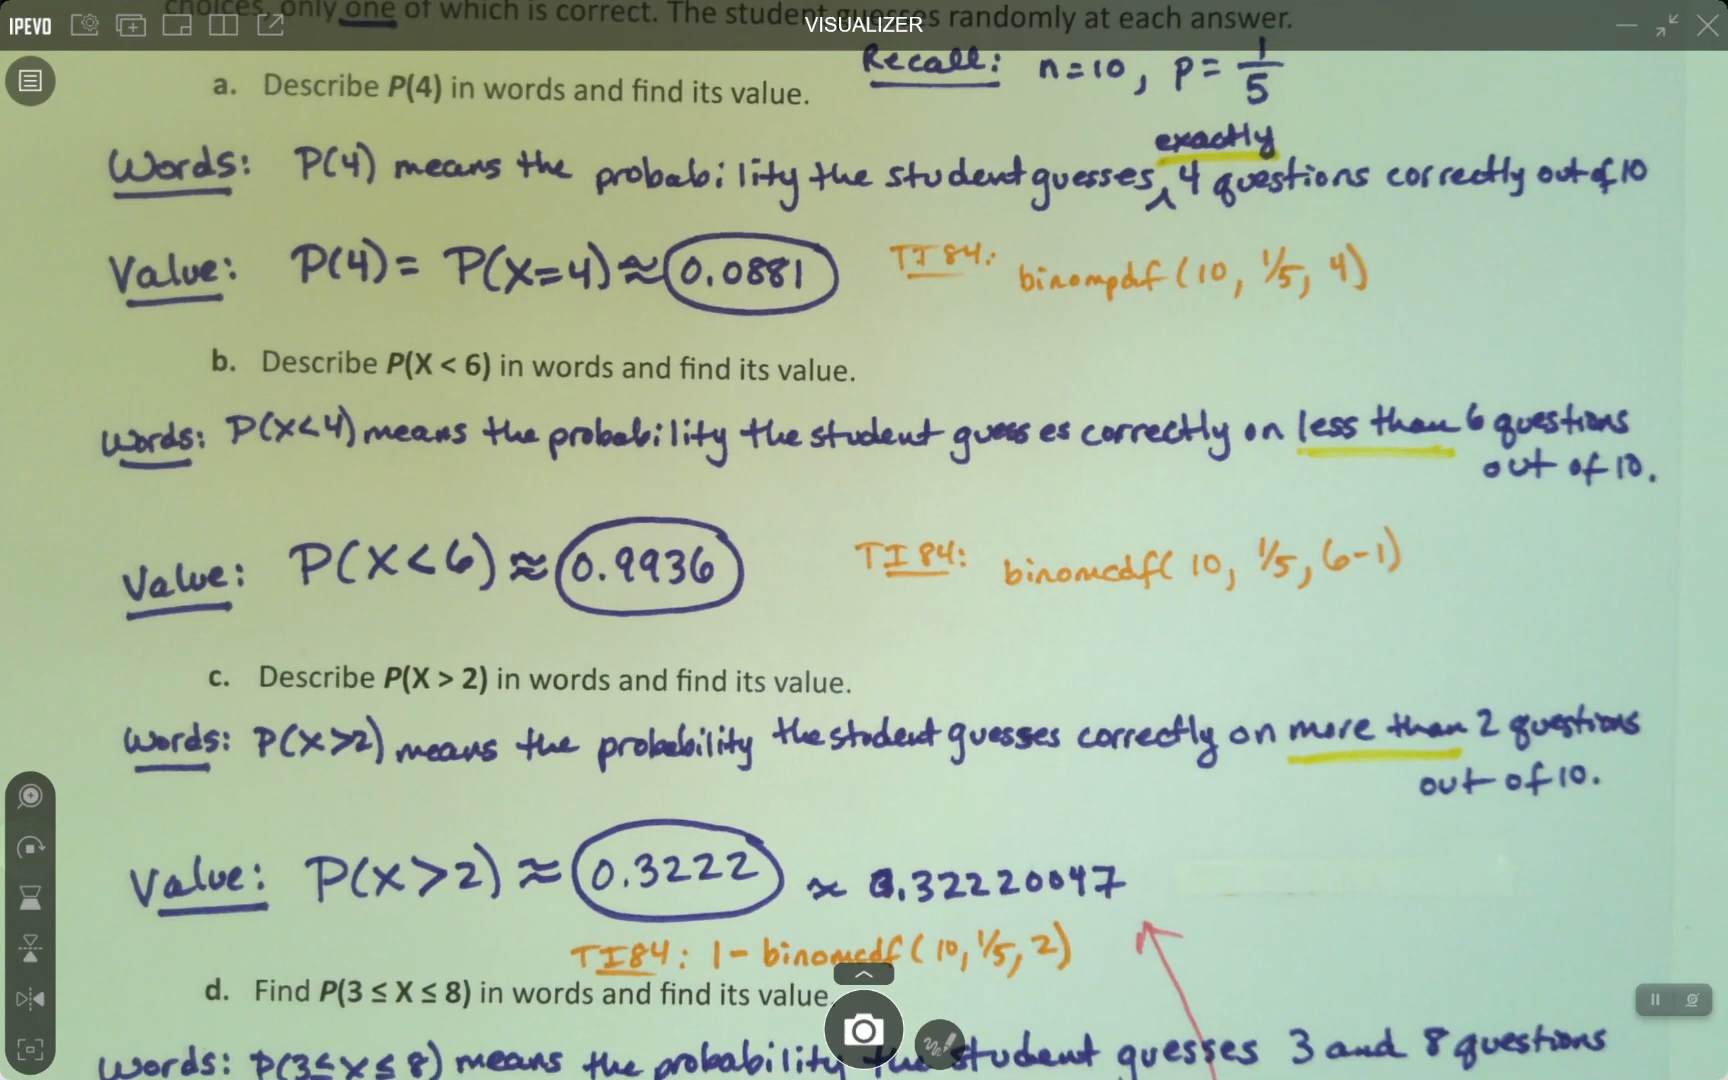 choices, only one of which is correct. The student guesses randomly at each answer.
IPEVO
VISUALIZER
Recall: n=10, p= 1/5
a. Describe P(4) in words and find its value.
exactly
Words: P(4) means the probability the student guesses ^ 4 questions correctly out of 10
Value: P(4) = P(X=4) ≈ 0.0881 TI84: binompdf (10, 1/5, 4)
b. Describe P(X < 6) in words and find its value.
Words: P(X<4) means the probability the student guesses correctly on less than 6 questions
out of 10.
Value: P(X<6) ≈ 0.9936 TI84: binomcdf( 10, 1/5, 6-1)
c. Describe P(X > 2) in words and find its value.
Words: P(X>2) means the probability the student guesses correctly on more than 2 questions
out of 10.
Value: P(X>2) ≈ 0.3222 ≈ 0.32220047
TI84: 1 - binomcdf (10, 1/5, 2)
d. Find P(3 ≤ X ≤ 8) in words and find its value.
Words: P(3≤X≤8) means the probability the student guesses 3 and 8 questions